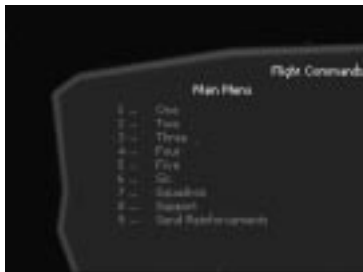 Flight Commands
Main Menu
1... One
2... Two
3... Three
4... Four
5... Five
6... Six
7... Squadron
8... Support
9... Send Reinforcements